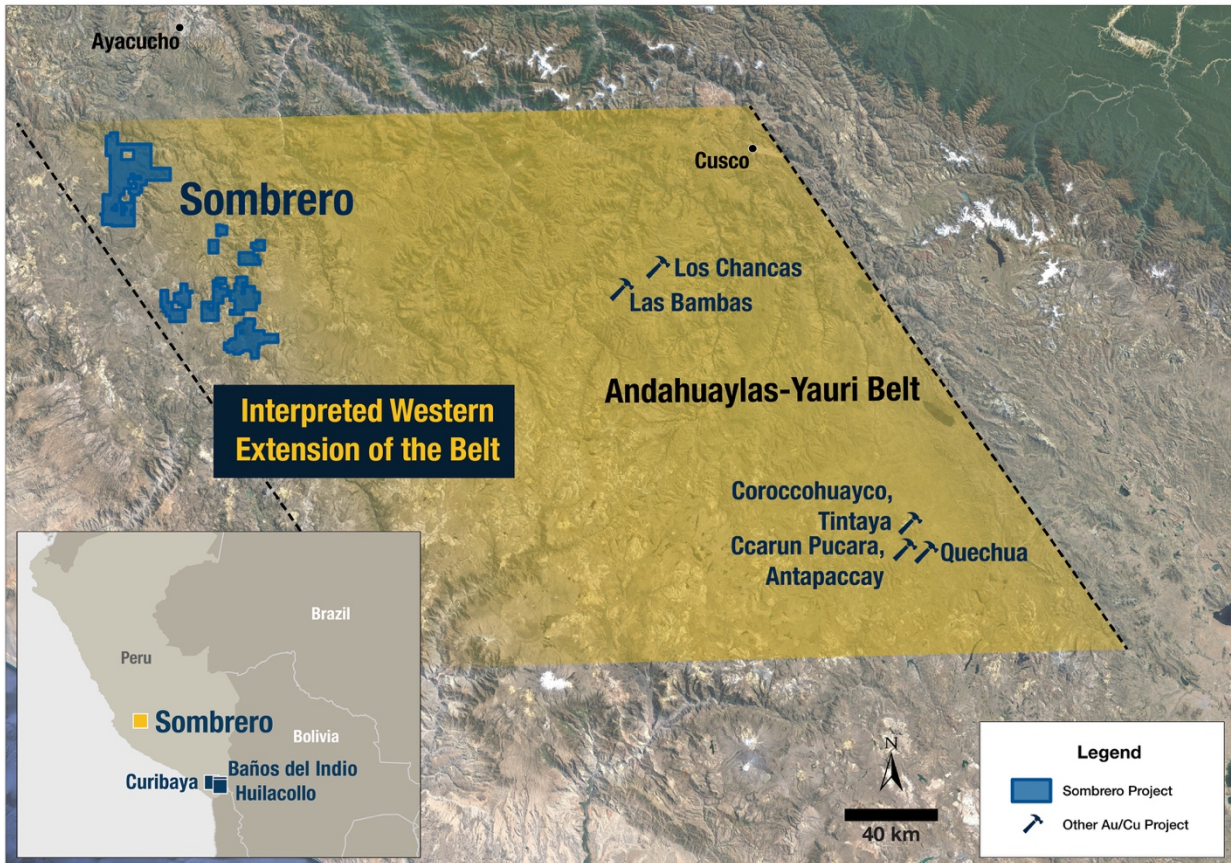 Ayacucho
Cusco
Sombrero
Los Chancas
Las Bambas
Andahuaylas-Yauri Belt
Interpreted Western
Extension of the Belt
Coroccohuayco,
Tintaya
Ccarun Pucara,
Antapaccay
Quechua
Brazil
Peru
Sombrero
Bolivia
Curibaya
Baños del Indio
Huilacollo
N
40 km
Legend
Sombrero Project
Other Au/Cu Project